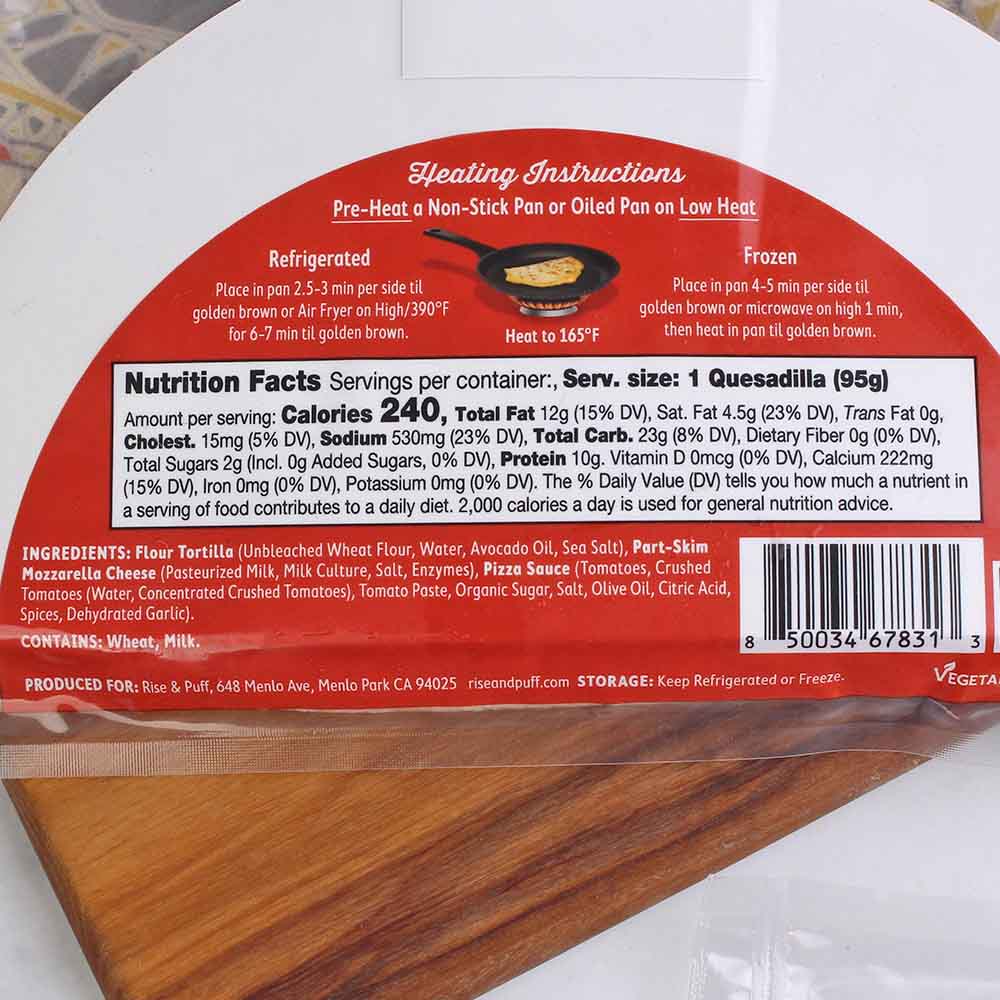 Heating Instructions
Pre-Heat a Non-Stick Pan or Oiled Pan on Low Heat
Refrigerated
Place in pan 2.5-3 min per side til
golden brown or Air Fryer on High/390°F
for 6-7 min til golden brown.
Heat to 165°F
Frozen
Place in pan 4-5 min per side til
golden brown or microwave on high 1 min,
then heat in pan til golden brown.
Nutrition Facts Servings per container:, Serv. size: 1 Quesadilla (95g)
Amount per serving: Calories 240, Total Fat 12g (15% DV), Sat. Fat 4.5g (23% DV), Trans Fat 0g,
Cholest. 15mg (5% DV), Sodium 530mg (23% DV), Total Carb. 23g (8% DV), Dietary Fiber 0g (0% DV),
Total Sugars 2g (Incl. 0g Added Sugars, 0% DV), Protein 10g. Vitamin D 0mcg (0% DV), Calcium 222mg
(15% DV), Iron 0mg (0% DV), Potassium 0mg (0% DV). The % Daily Value (DV) tells you how much a nutrient in
a serving of food contributes to a daily diet. 2,000 calories a day is used for general nutrition advice.
INGREDIENTS: Flour Tortilla (Unbleached Wheat Flour, Water, Avocado Oil, Sea Salt), Part-Skim
Mozzarella Cheese (Pasteurized Milk, Milk Culture, Salt, Enzymes), Pizza Sauce (Tomatoes, Crushed
Tomatoes (Water, Concentrated Crushed Tomatoes), Tomato Paste, Organic Sugar, Salt, Olive Oil, Citric Acid,
Spices, Dehydrated Garlic).
CONTAINS: Wheat, Milk.
8 50034 67831 3
PRODUCED FOR: Rise & Puff, 648 Menlo Ave, Menlo Park CA 94025 riseandpuff.com STORAGE: Keep Refrigerated or Freeze.